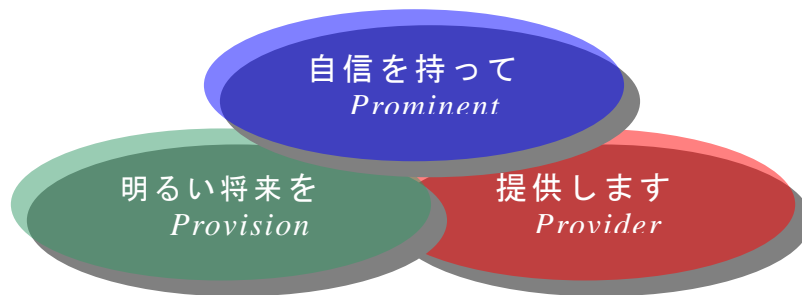 自信を持って
Prominent
明るい将来を
Provision
提供します
Provider